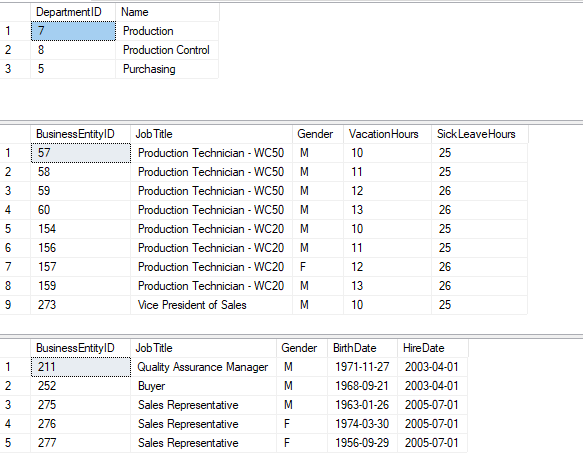 DepartmentID Name
1 7 Production
2 8 Production Control
3 5 Purchasing
BusinessEntityID JobTitle Gender VacationHours SickLeaveHours
1 57 Production Technician - WC50 M 10 25
2 58 Production Technician - WC50 M 11 25
3 59 Production Technician - WC50 M 12 26
4 60 Production Technician - WC50 M 13 26
5 154 Production Technician - WC20 M 10 25
6 156 Production Technician - WC20 M 11 25
7 157 Production Technician - WC20 F 12 26
8 159 Production Technician - WC20 M 13 26
9 273 Vice President of Sales M 10 25
BusinessEntityID JobTitle Gender BirthDate HireDate
1 211 Quality Assurance Manager M 1971-11-27 2003-04-01
2 252 Buyer M 1968-09-21 2003-04-01
3 275 Sales Representative M 1963-01-26 2005-07-01
4 276 Sales Representative F 1974-03-30 2005-07-01
5 277 Sales Representative F 1956-09-29 2005-07-01